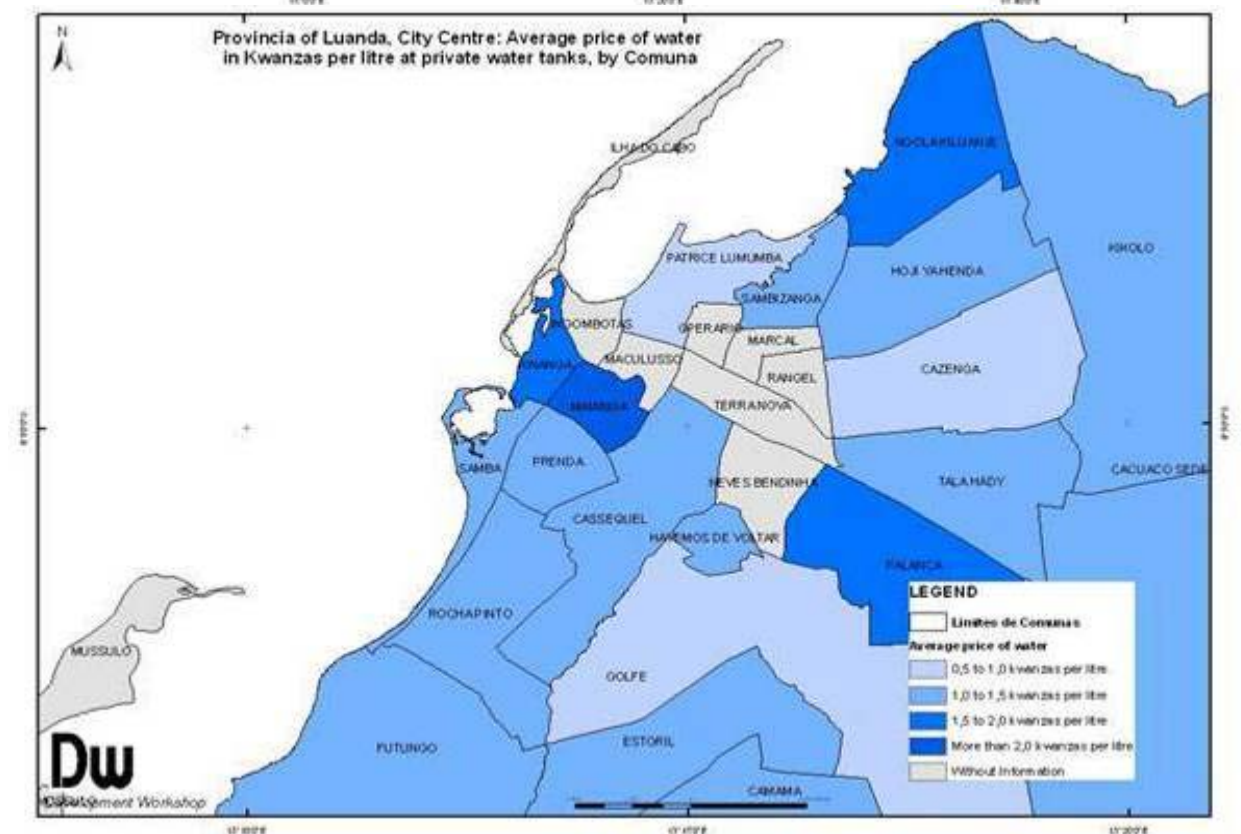 N
Provincia of Luanda, City Centre: Average price of water
in Kwanzas per litre at private water tanks, by Comuna
ILHA DO CABO
KIKOLO
PATRICE LUMUMBA
HOJI YAHENDA
SAMBIZANGA
INGOMBOTAS
OPERARIO
MARCAL
MACULUSSO
CAZENGA
KINANGA
RANGEL
MAIANGA
TERRA NOVA
SAMBA
PRENDA
CACUACO SEDE
NEVES BENDINHA
TALA HADY
CASSEQUEL
HAVEMOS DE VOLTAR
PALANCA
ROCHA PINTO
MUSSULO
GOLFE
FUTUNGO
ESTORIL
CAMAMA
LEGEND
Limites de Comunas
Average price of water
0,5 to 1,0 kwanzas per litre
1,0 to 1,5 kwanzas per litre
1,5 to 2,0 kwanzas per litre
More than 2,0 kwanzas per litre
Without Information
Dw
Development Workshop